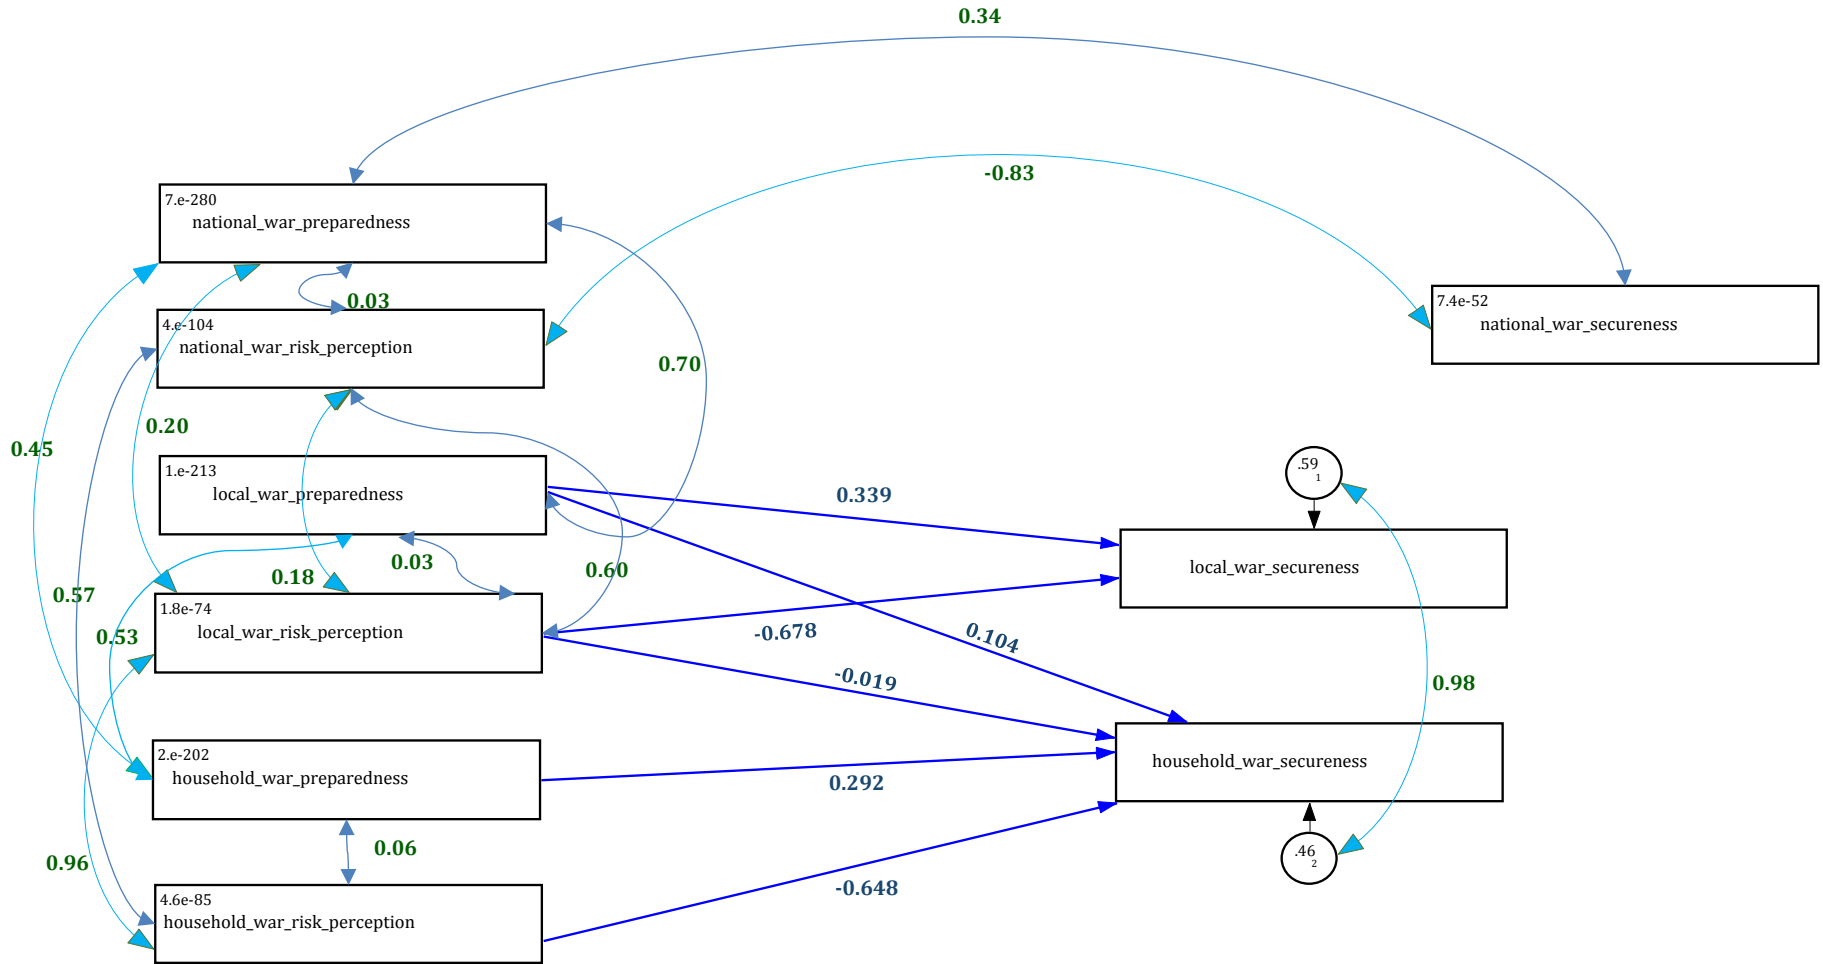 0.34
-0.83
7.e-280
national_war_preparedness
7.4e-52
national_war_secureness
0.03
4.e-104
national_war_risk_perception
0.70
0.20
0.45
1.e-213
local_war_preparedness
0.339
.59
1
0.03
0.18
0.60
0.57
local_war_secureness
1.8e-74
local_war_risk_perception
0.53
-0.678
0.104
-0.019
0.98
2.e-202
household_war_preparedness
0.292
household_war_secureness
0.06
0.96
-0.648
.46
2
4.6e-85
household_war_risk_perception